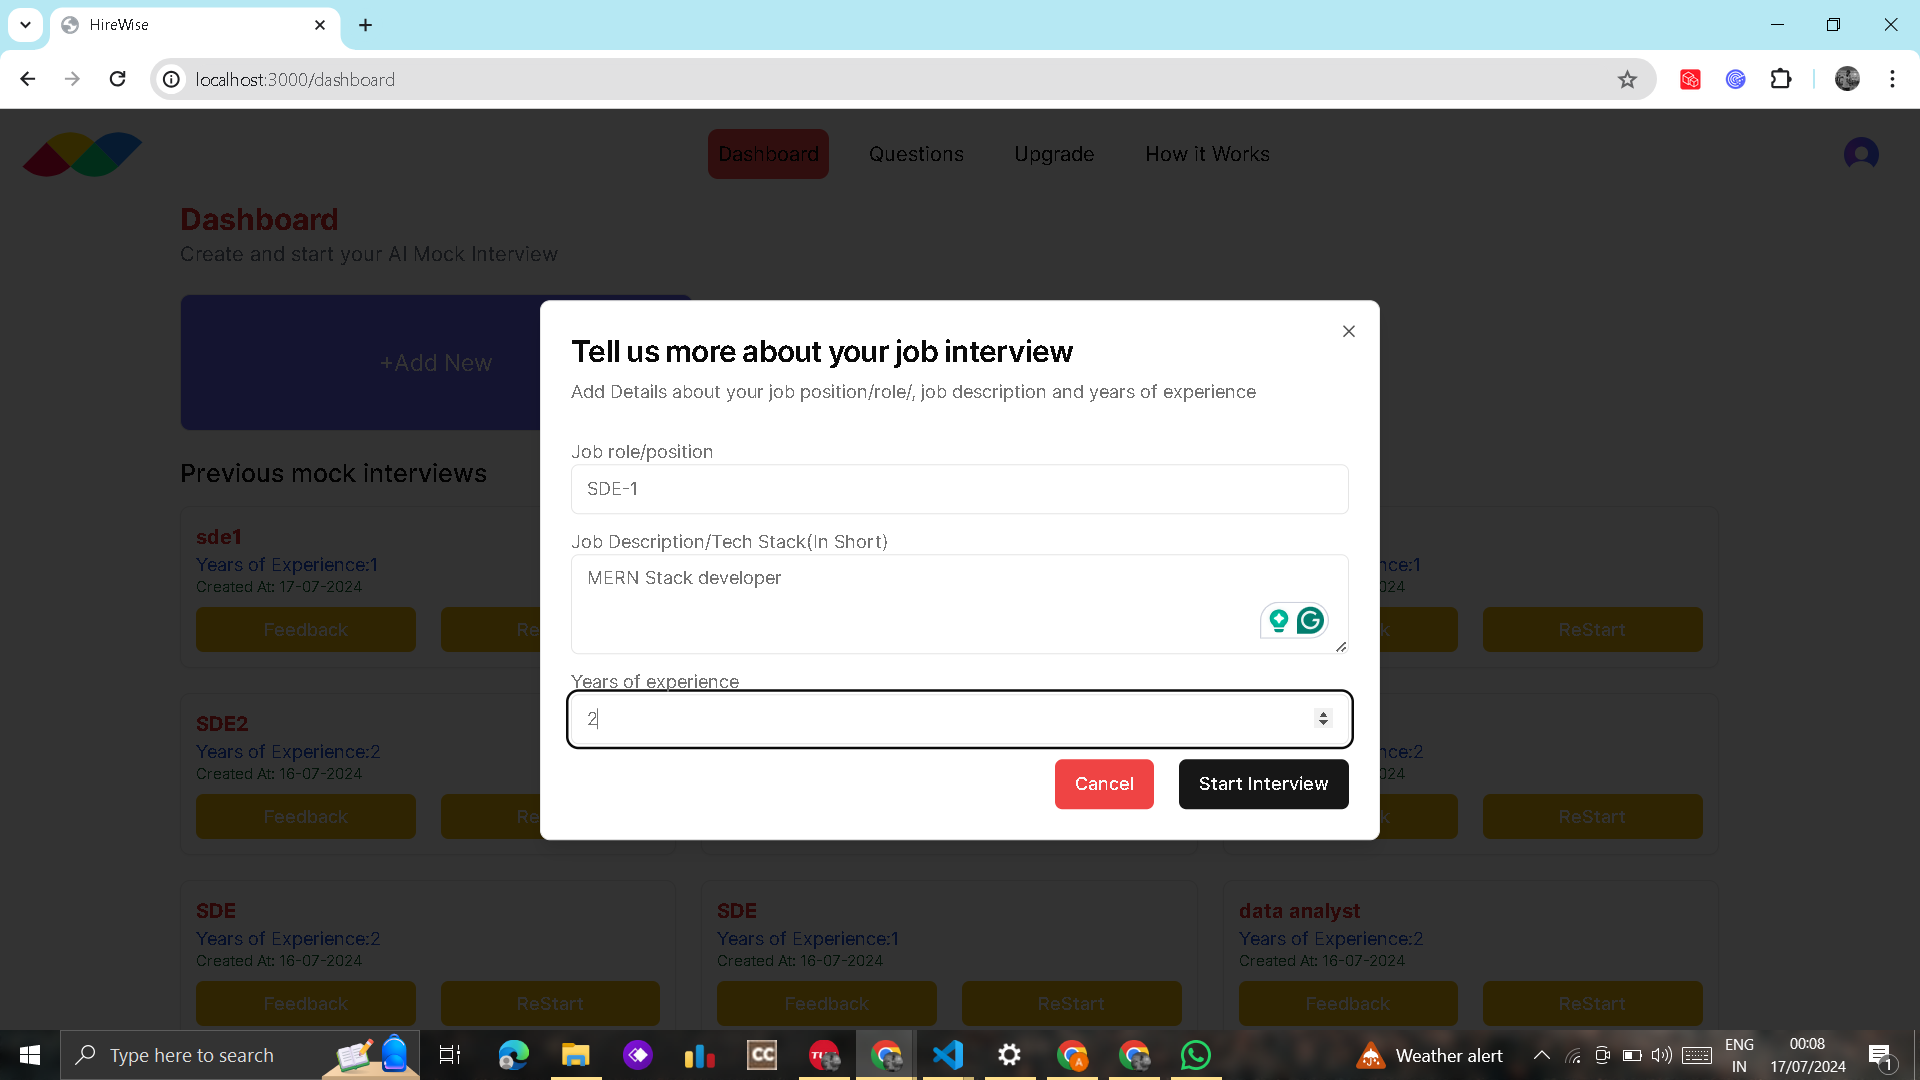 HireWise
localhost:3000/dashboard
Dashboard
Questions
Upgrade
How it Works
Dashboard
Create and start your AI Mock Interview
+Add New
Tell us more about your job interview
Add Details about your job position/role/, job description and years of experience
Job role/position
SDE-1
Job Description/Tech Stack(In Short)
MERN Stack developer
Years of experience
2
Cancel
Start Interview
Previous mock interviews
sde1
Years of Experience:1
Created At: 17-07-2024
Feedback
Re
nce:1
024
k
ReStart
SDE2
Years of Experience:2
Created At: 16-07-2024
Feedback
Re
nce:2
024
k
ReStart
SDE
Years of Experience:2
Created At: 16-07-2024
Feedback
ReStart
SDE
Years of Experience:1
Created At: 16-07-2024
Feedback
ReStart
data analyst
Years of Experience:2
Created At: 16-07-2024
Feedback
ReStart
Type here to search
CC
Weather alert
ENG
IN
00:08
17/07/2024
1